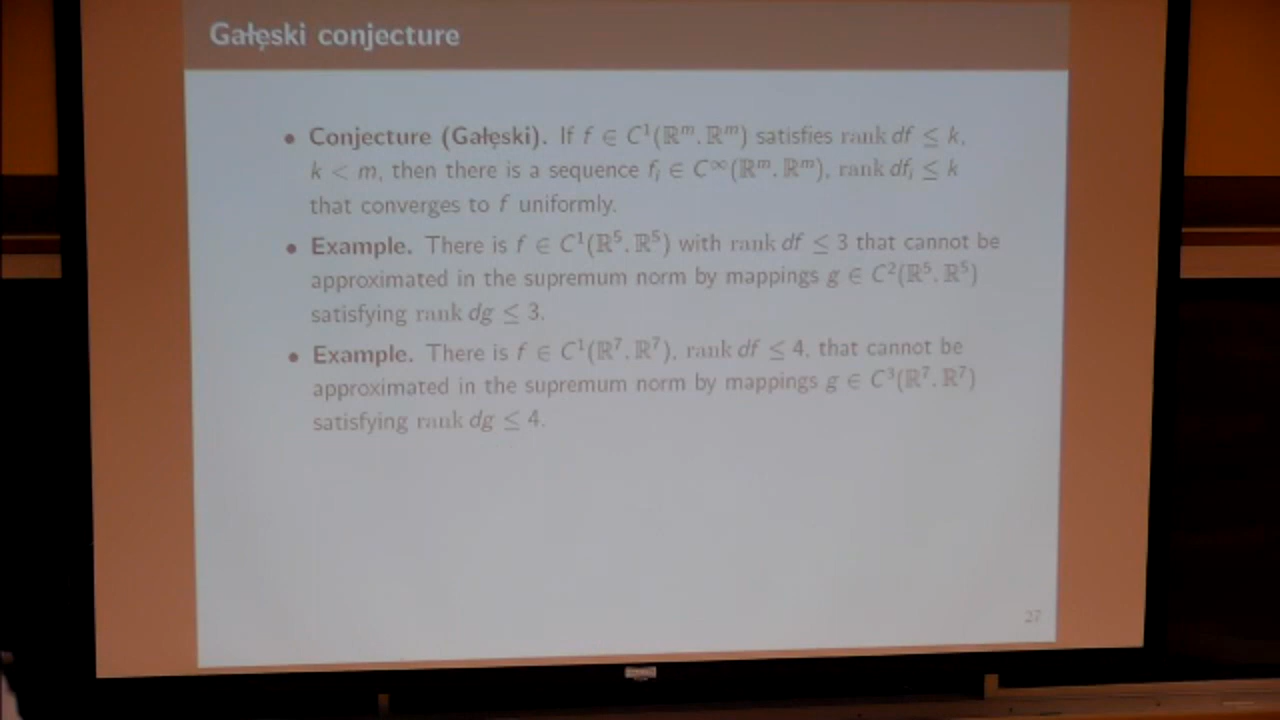 Gałęski conjecture
• Conjecture (Gałęski). If f ∈ C¹(ℝᵐ, ℝᵐ) satisfies rank df ≤ k,
k < m, then there is a sequence fᵢ ∈ C^∞(ℝᵐ, ℝᵐ), rank dfᵢ ≤ k
that converges to f uniformly.
• Example. There is f ∈ C¹(ℝ⁵, ℝ⁵) with rank df ≤ 3 that cannot be
approximated in the supremum norm by mappings g ∈ C²(ℝ⁵, ℝ⁵)
satisfying rank dg ≤ 3.
• Example. There is f ∈ C¹(ℝ⁷, ℝ⁷), rank df ≤ 4, that cannot be
approximated in the supremum norm by mappings g ∈ C³(ℝ⁷, ℝ⁷)
satisfying rank dg ≤ 4.
27